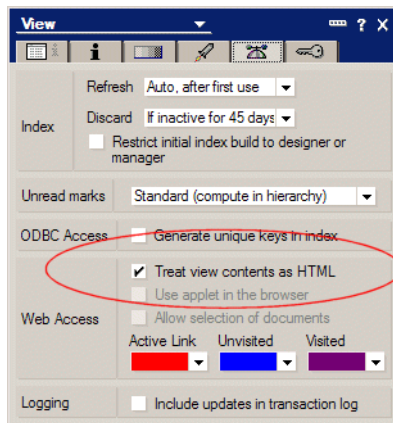 View ? X
i i
Refresh Auto, after first use
Discard If inactive for 45 days
Index
Restrict initial index build to designer or
manager
Unread marks Standard (compute in hierarchy)
ODBC Access Generate unique keys in index
Treat view contents as HTML
Use applet in the browser
Web Access Allow selection of documents
Active Link Unvisited Visited
Logging Include updates in transaction log